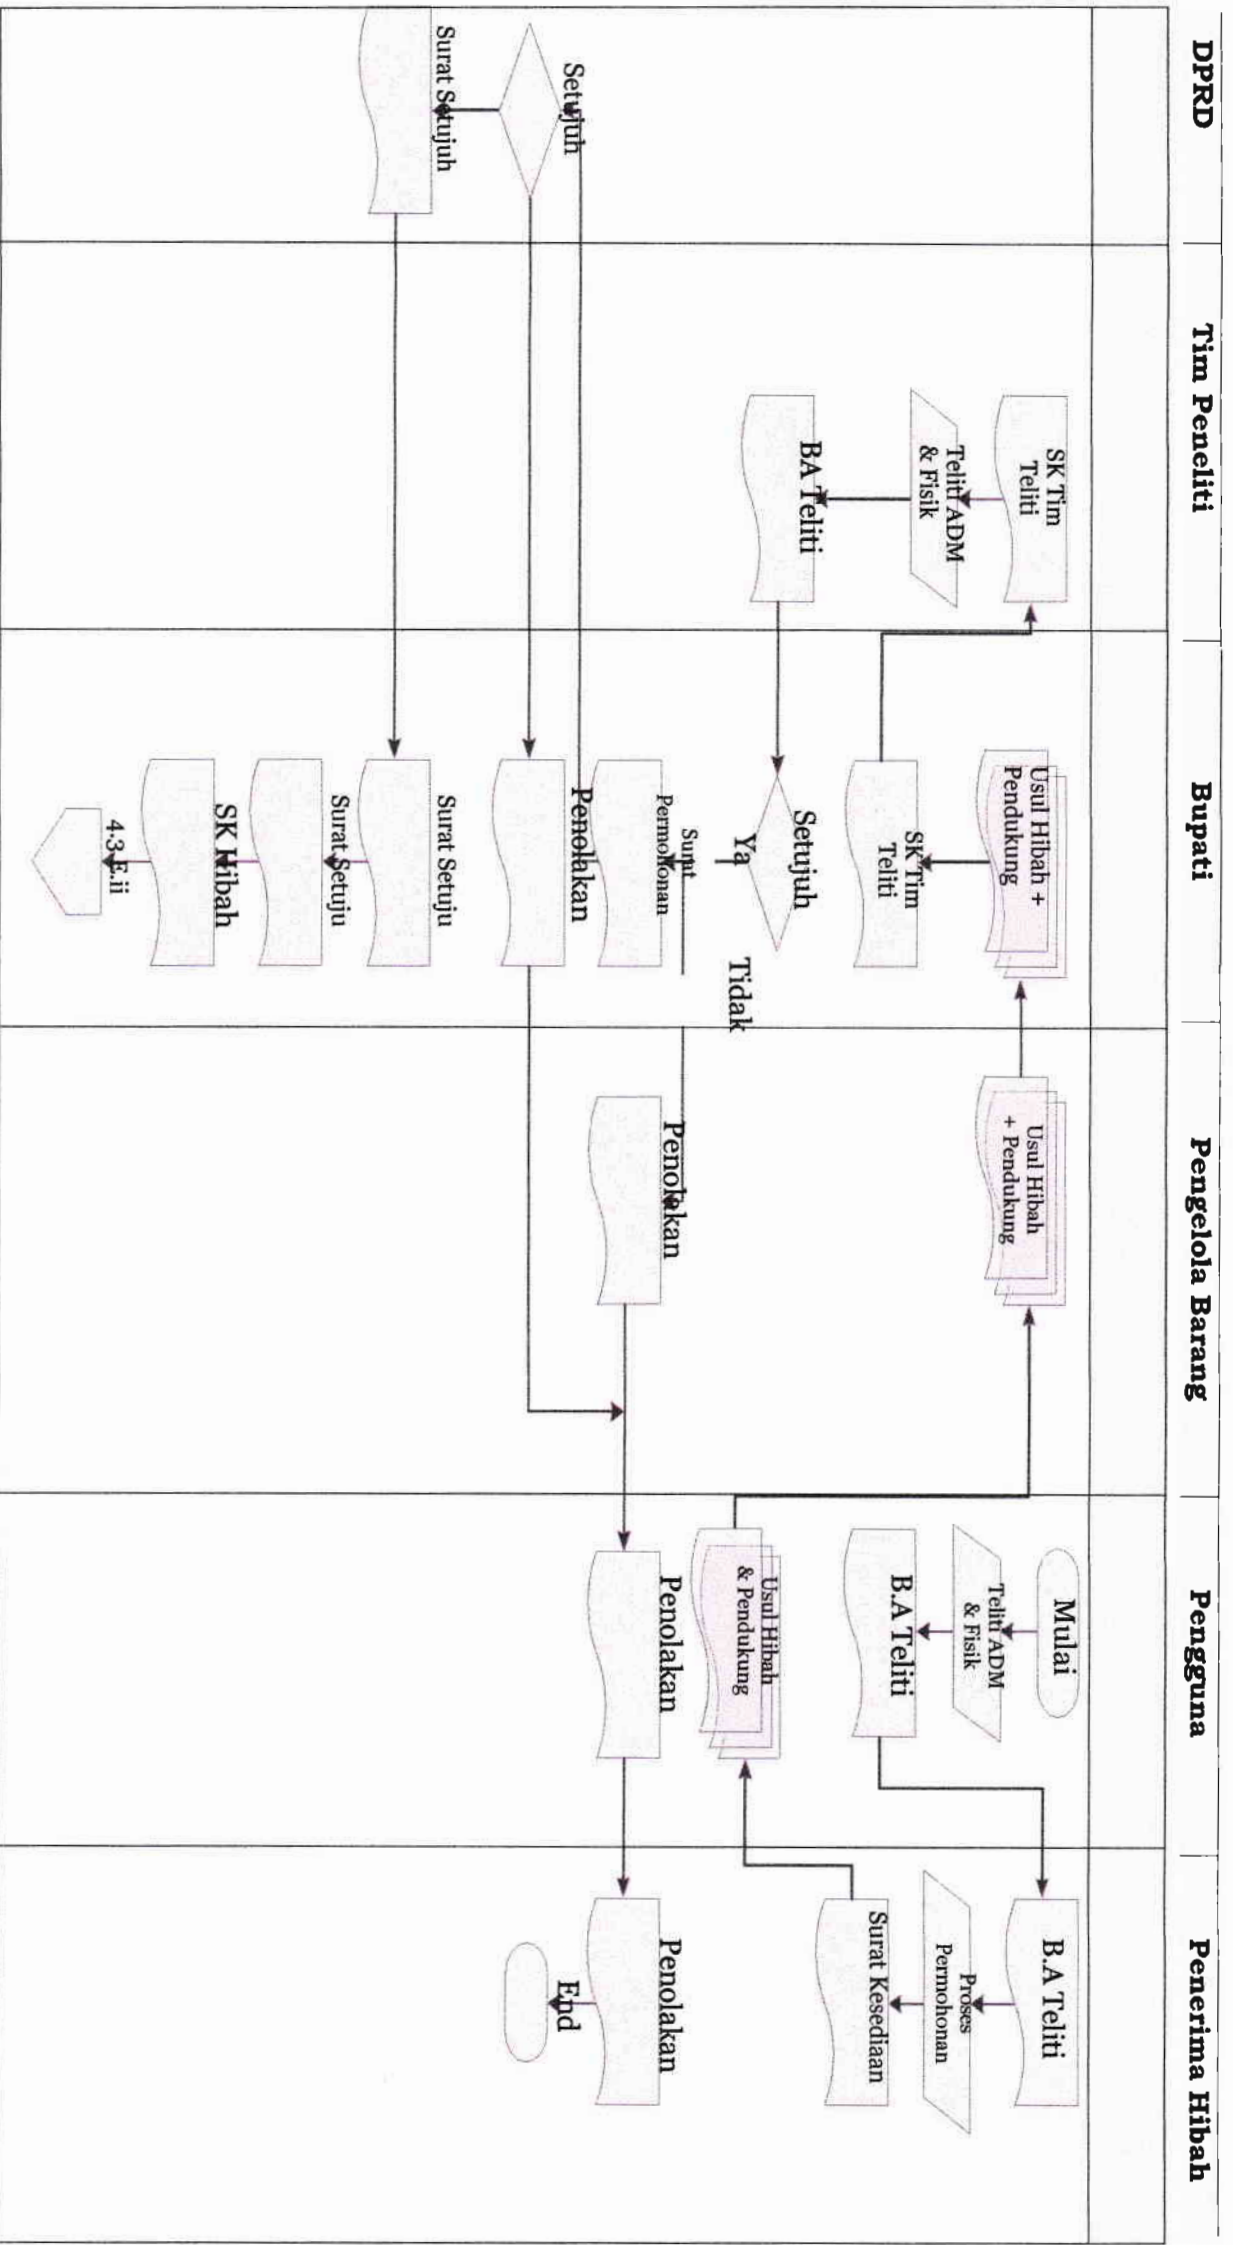 DPRD
Tim Peneliti
Bupati
Pengelola Barang
Pengguna
Penerima Hibah
Setujuh
Surat Setujuh
SK Tim
Teliti
Teliti ADM
& Fisik
BA Teliti
Usul Hibah +
Pendukung
SK Tim
Teliti
Setujuh
Ya
Tidak
Surat
Permohonan
Penolakan
Surat Setuju
Surat Setuju
SK Hibah
4.3.E.ii
Usul Hibah
+ Pendukung
Penolakan
Mulai
Teliti ADM
& Fisik
B.A Teliti
Usul Hibah
& Pendukung
Penolakan
B.A Teliti
Proses
Permohonan
Surat Kesediaan
Penolakan
End